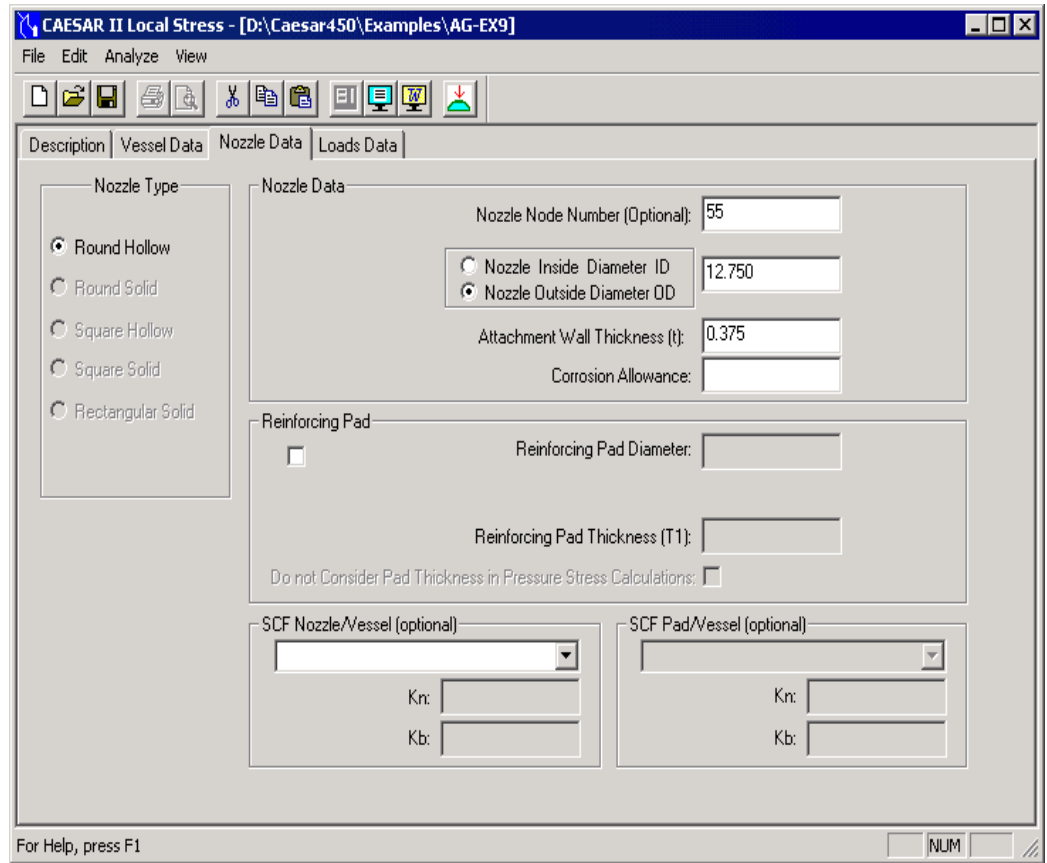 CAESAR II Local Stress - [D:\Caesar450\Examples\AG-EX9]
File Edit Analyze View
Description Vessel Data Nozzle Data Loads Data
Nozzle Type
Round Hollow
Round Solid
Square Hollow
Square Solid
Rectangular Solid
Nozzle Data
Nozzle Node Number (Optional): 55
Nozzle Inside Diameter ID
12.750
Nozzle Outside Diameter OD
Attachment Wall Thickness (t): 0.375
Corrosion Allowance:
Reinforcing Pad
Reinforcing Pad Diameter:
Reinforcing Pad Thickness (T1):
Do not Consider Pad Thickness in Pressure Stress Calculations:
SCF Nozzle/Vessel (optional)
Kn:
Kb:
SCF Pad/Vessel (optional)
Kn:
Kb:
For Help, press F1 NUM